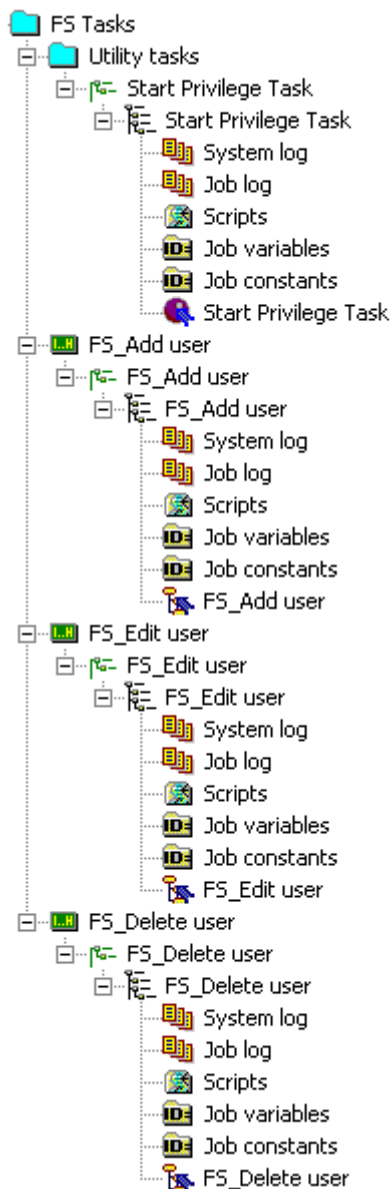 FS Tasks
Utility tasks
Start Privilege Task
Start Privilege Task
System log
Job log
Scripts
Job variables
Job constants
Start Privilege Task
FS_Add user
FS_Add user
FS_Add user
System log
Job log
Scripts
Job variables
Job constants
FS_Add user
FS_Edit user
FS_Edit user
FS_Edit user
System log
Job log
Scripts
Job variables
Job constants
FS_Edit user
FS_Delete user
FS_Delete user
FS_Delete user
System log
Job log
Scripts
Job variables
Job constants
FS_Delete user